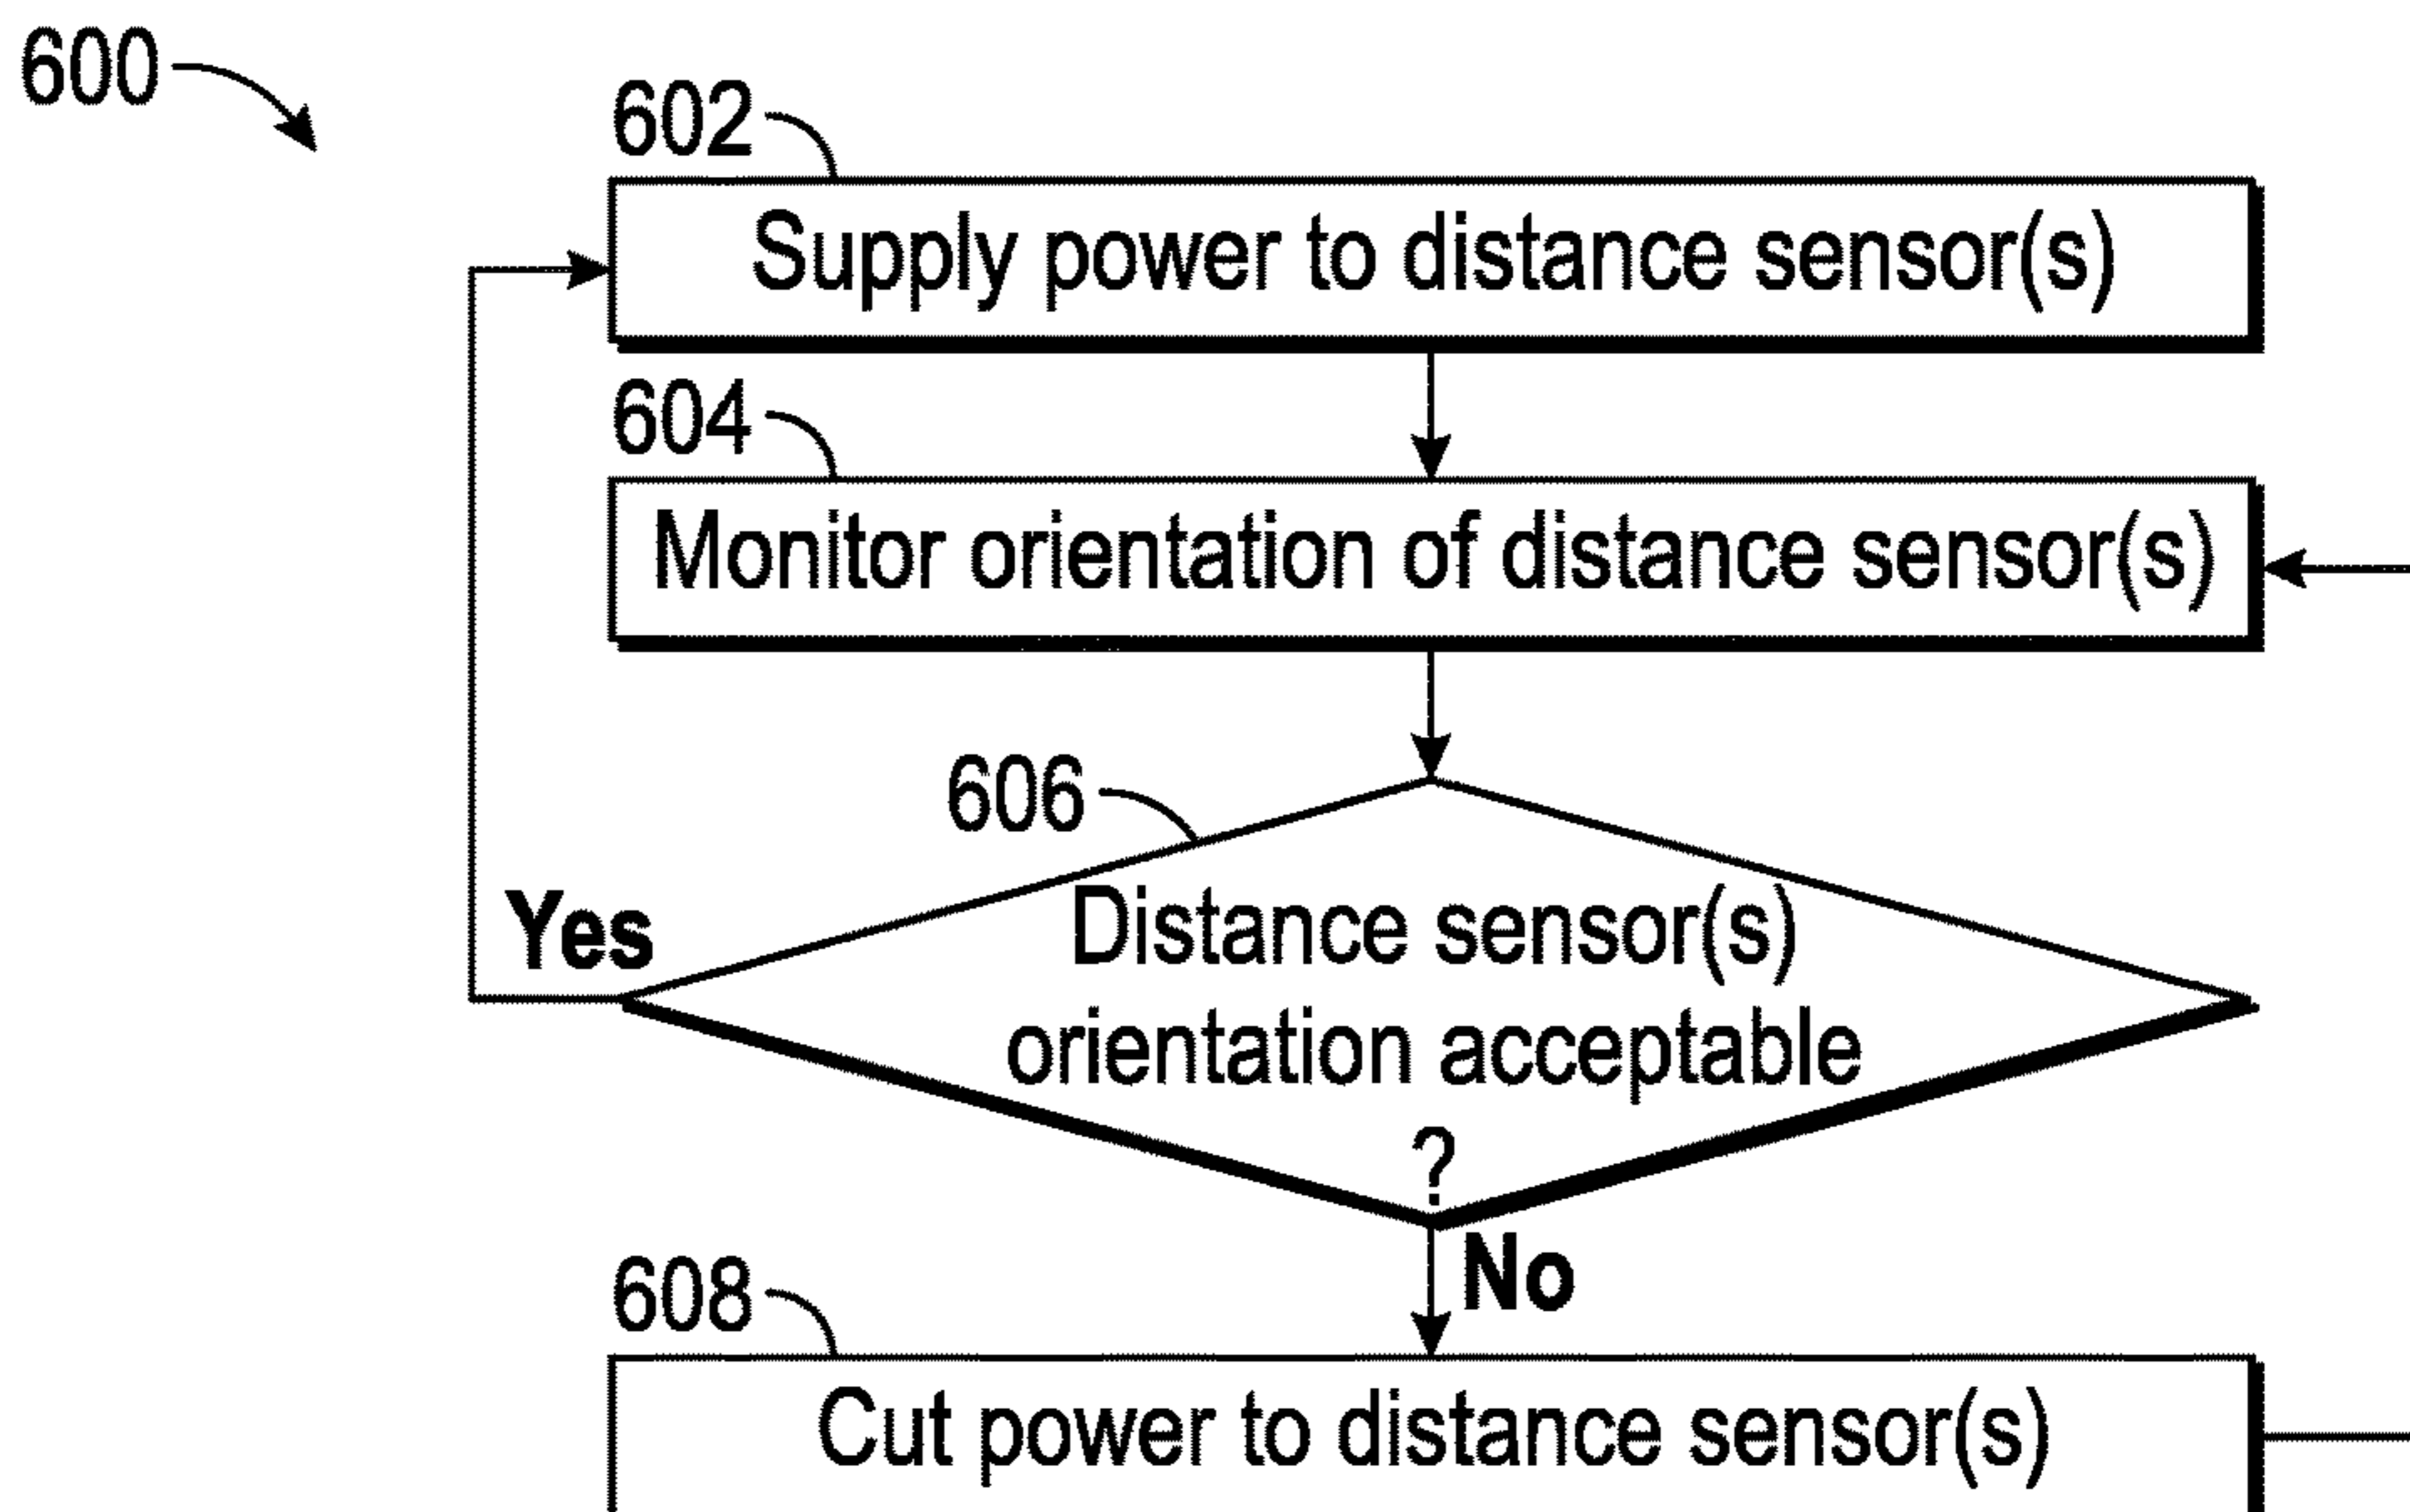 600
602
Supply power to distance sensor(s)
604
Monitor orientation of distance sensor(s)
606
Yes
Distance sensor(s)
orientation acceptable
?
No
608
Cut power to distance sensor(s)